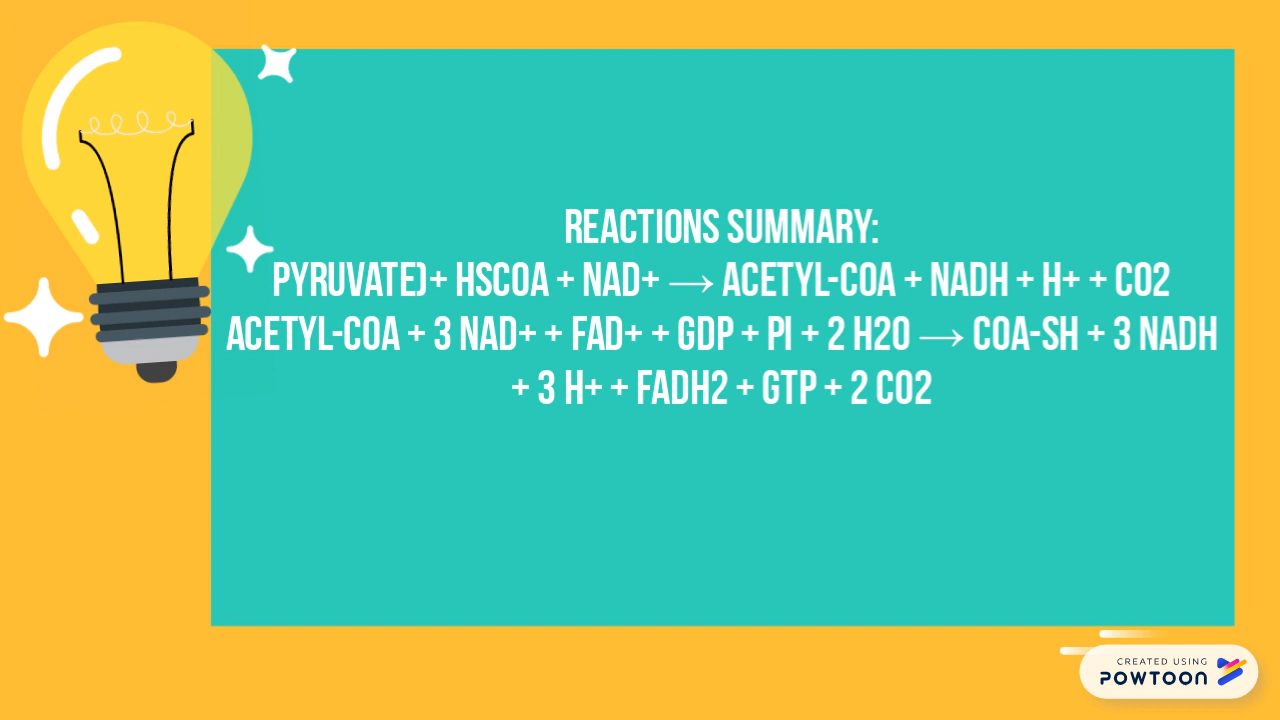 REACTIONS SUMMARY:
PYRUVATE)+ HSCOA + NAD+ ⟶ ACETYL-COA + NADH + H+ + CO2
ACETYL-COA + 3 NAD+ + FAD+ + GDP + PI + 2 H2O ⟶ COA-SH + 3 NADH
+ 3 H+ + FADH2 + GTP + 2 CO2
CREATED USING
POWTOON